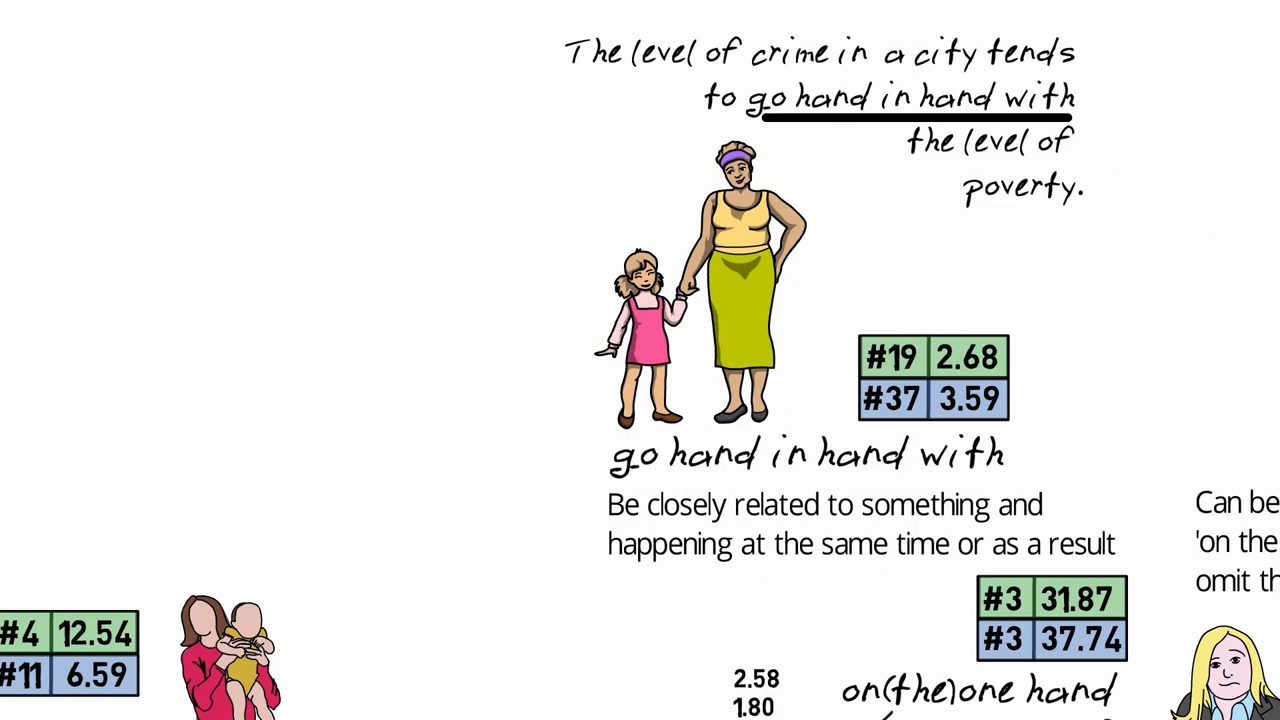 The level of crime in a city tends
to go hand in hand with
the level of
poverty.
#19 2.68
#37 3.59
go hand in hand with
Be closely related to something and
happening at the same time or as a result
Can be
'on the
omit th
#3 31.87
#3 37.74
#4 12.54
#11 6.59
2.58
1.80
on(the)one hand